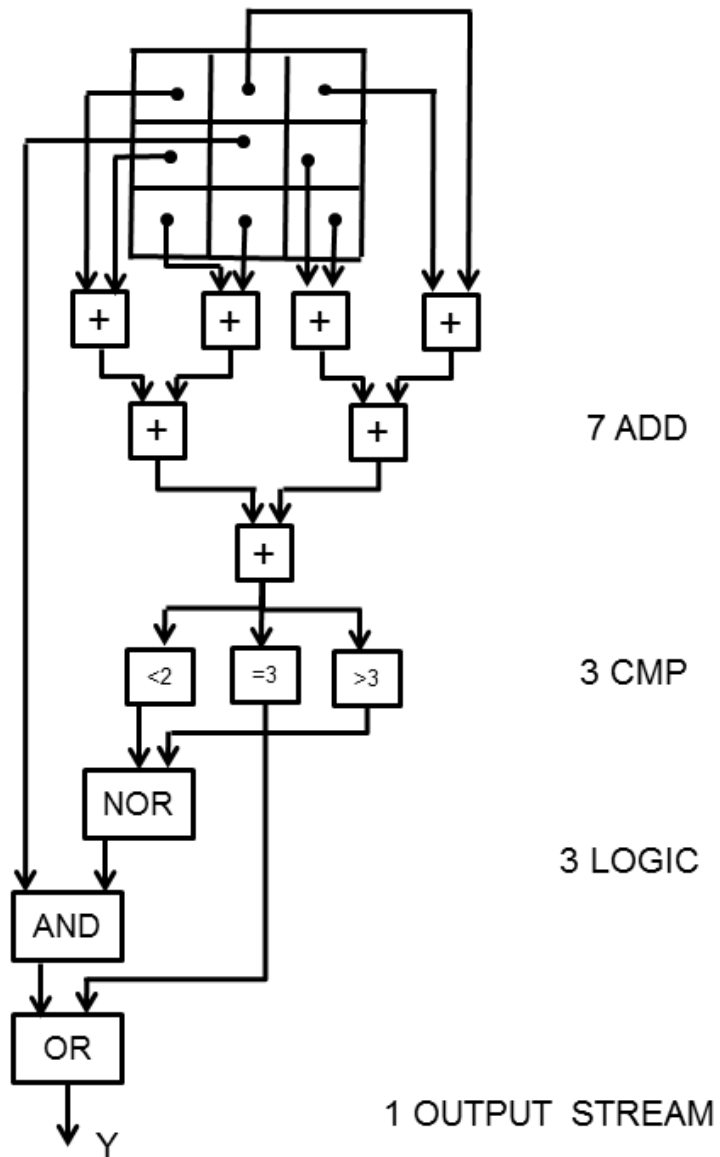 + + + +
+ +
7 ADD
+
<2 =3 >3
3 CMP
NOR
3 LOGIC
AND
OR
1 OUTPUT STREAM
Y